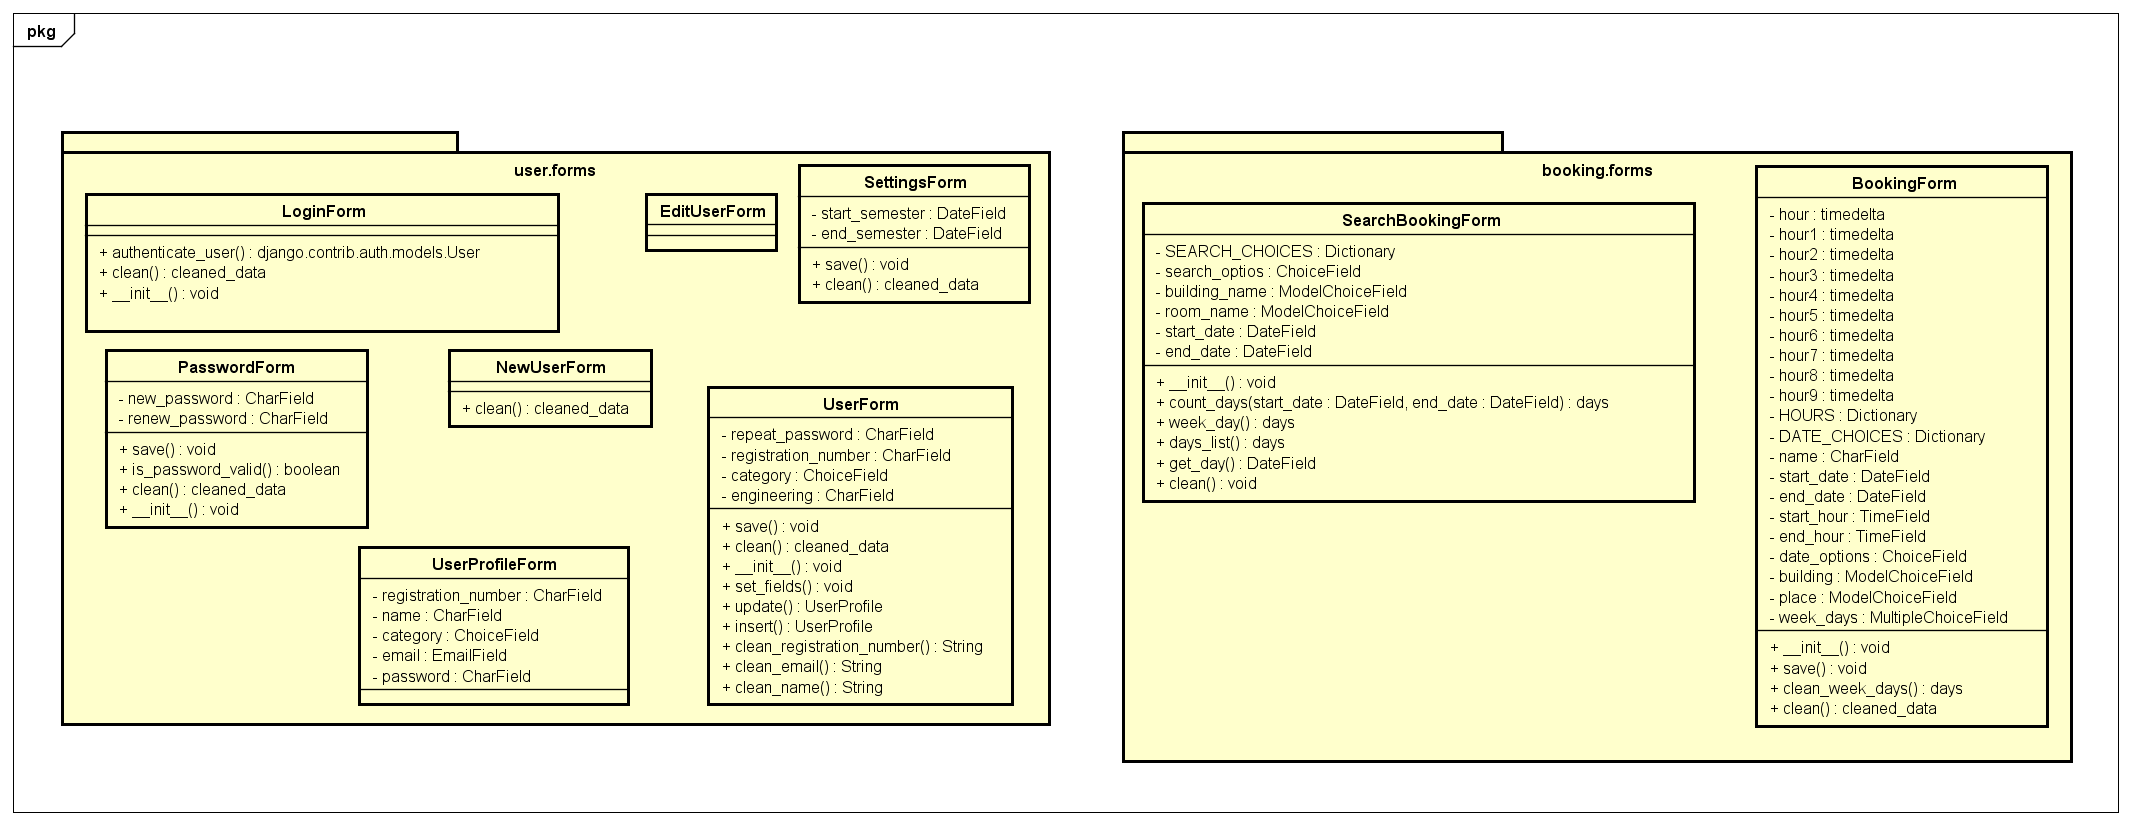 pkg
user.forms
LoginForm
+ authenticate_user() : django.contrib.auth.models.User
+ clean() : cleaned_data
+ __init__() : void
EditUserForm
SettingsForm
- start_semester : DateField
- end_semester : DateField
+ save() : void
+ clean() : cleaned_data
PasswordForm
- new_password : CharField
- renew_password : CharField
+ save() : void
+ is_password_valid() : boolean
+ clean() : cleaned_data
+ __init__() : void
NewUserForm
+ clean() : cleaned_data
UserForm
- repeat_password : CharField
- registration_number : CharField
- category : ChoiceField
- engineering : CharField
+ save() : void
+ clean() : cleaned_data
+ __init__() : void
+ set_fields() : void
+ update() : UserProfile
+ insert() : UserProfile
+ clean_registration_number() : String
+ clean_email() : String
+ clean_name() : String
UserProfileForm
- registration_number : CharField
- name : CharField
- category : ChoiceField
- email : EmailField
- password : CharField
booking.forms
SearchBookingForm
- SEARCH_CHOICES : Dictionary
- search_optios : ChoiceField
- building_name : ModelChoiceField
- room_name : ModelChoiceField
- start_date : DateField
- end_date : DateField
+ __init__() : void
+ count_days(start_date : DateField, end_date : DateField) : days
+ week_day() : days
+ days_list() : days
+ get_day() : DateField
+ clean() : void
BookingForm
- hour : timedelta
- hour1 : timedelta
- hour2 : timedelta
- hour3 : timedelta
- hour4 : timedelta
- hour5 : timedelta
- hour6 : timedelta
- hour7 : timedelta
- hour8 : timedelta
- hour9 : timedelta
- HOURS : Dictionary
- DATE_CHOICES : Dictionary
- name : CharField
- start_date : DateField
- end_date : DateField
- start_hour : TimeField
- end_hour : TimeField
- date_options : ChoiceField
- building : ModelChoiceField
- place : ModelChoiceField
- week_days : MultipleChoiceField
+ __init__() : void
+ save() : void
+ clean_week_days() : days
+ clean() : cleaned_data